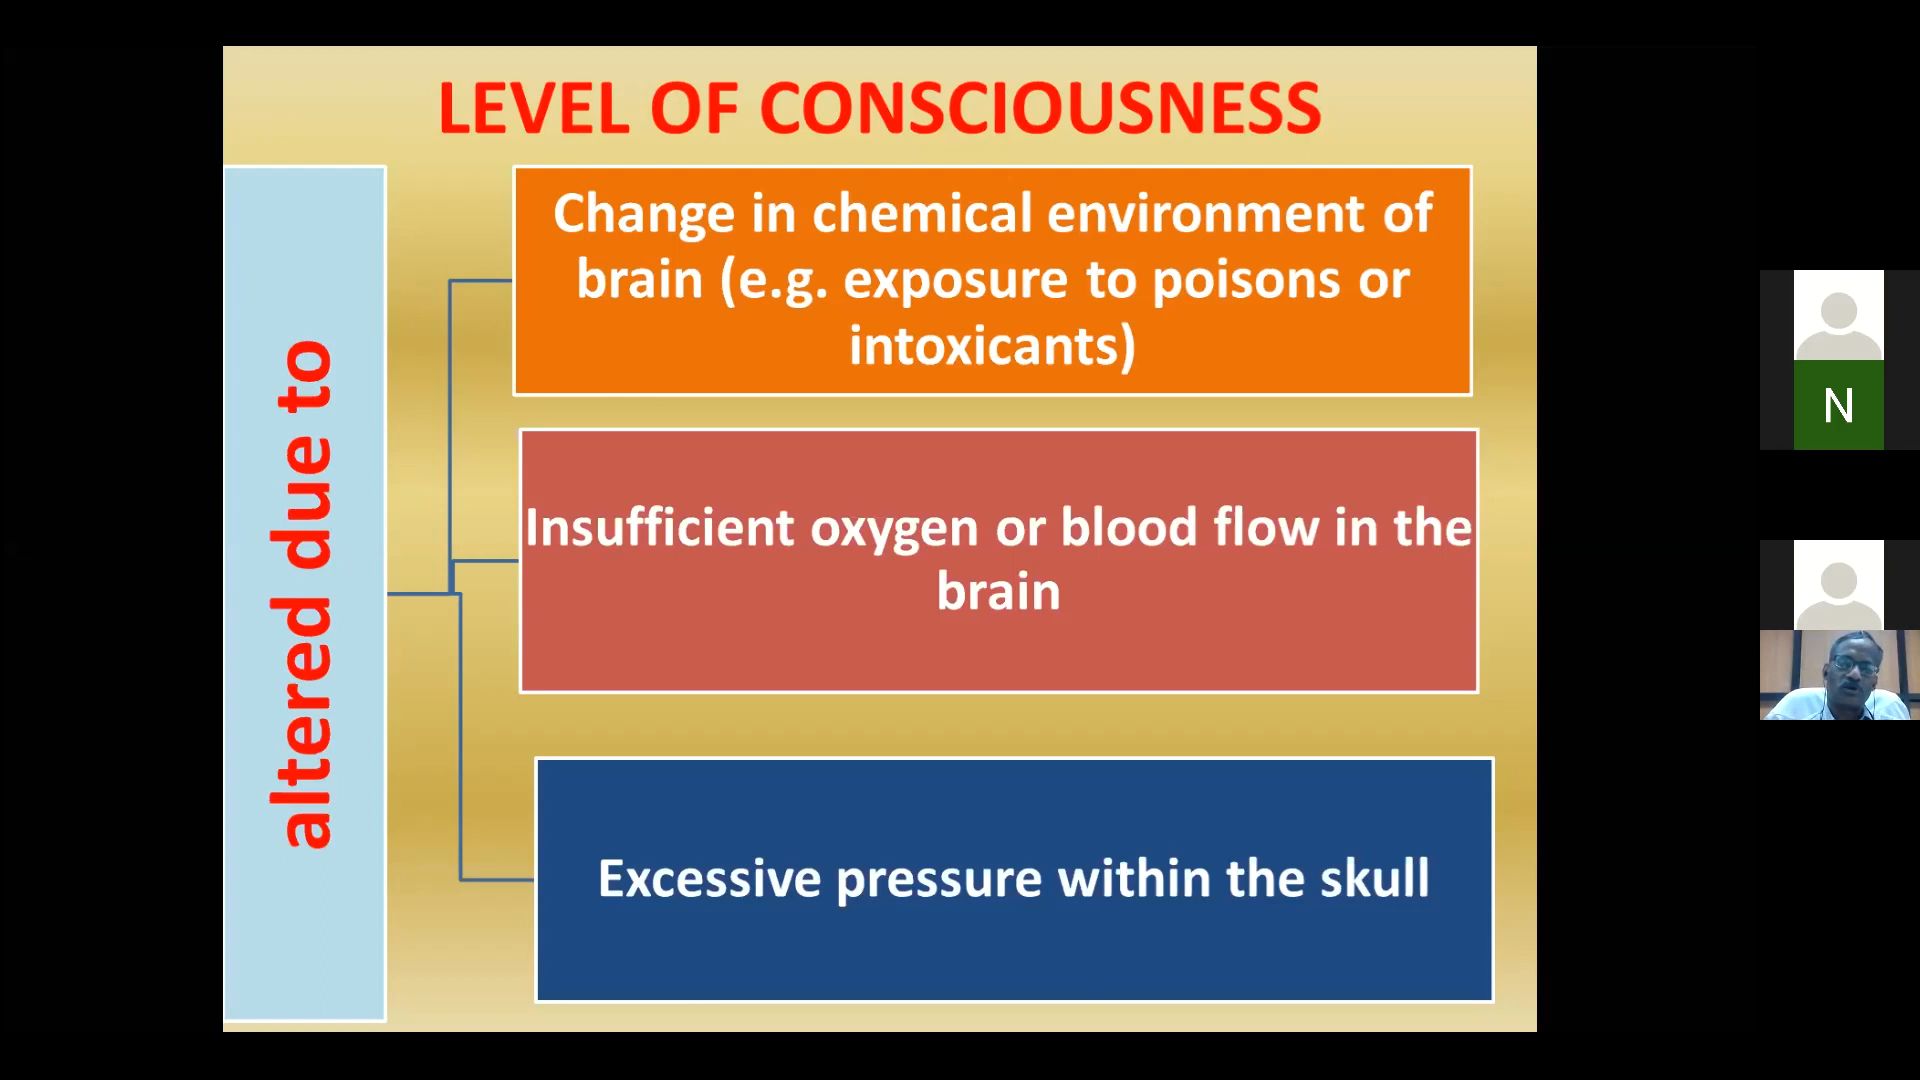 LEVEL OF CONSCIOUSNESS
altered due to
Change in chemical environment of
brain (e.g. exposure to poisons or
intoxicants)
Insufficient oxygen or blood flow in the
brain
Excessive pressure within the skull
N